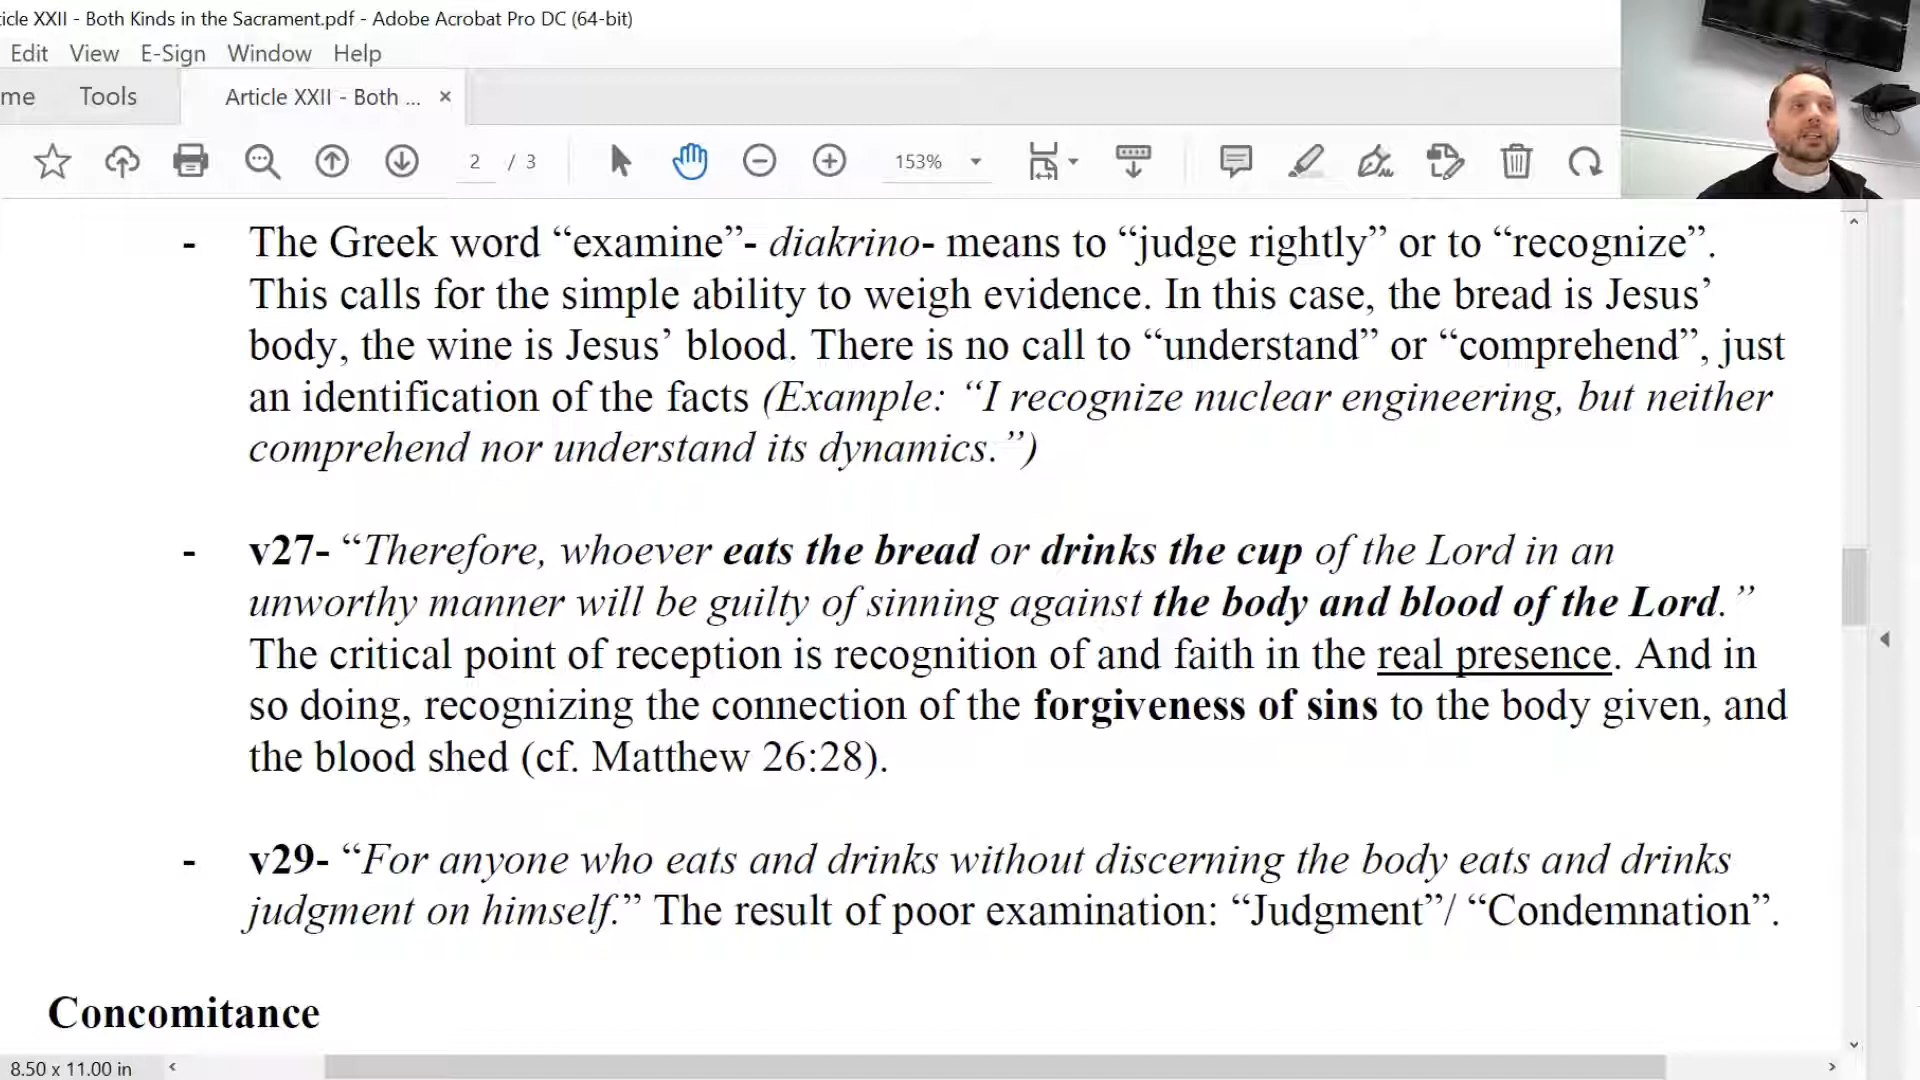 icle XXII - Both Kinds in the Sacrament.pdf - Adobe Acrobat Pro DC (64-bit)
Edit View E-Sign Window Help
me Tools Article XXII - Both ... ×
2 / 3 153%
- The Greek word “examine”- diakrino- means to “judge rightly” or to “recognize”.
This calls for the simple ability to weigh evidence. In this case, the bread is Jesus’
body, the wine is Jesus’ blood. There is no call to “understand” or “comprehend”, just
an identification of the facts (Example: “I recognize nuclear engineering, but neither
comprehend nor understand its dynamics.”)
- v27- “Therefore, whoever eats the bread or drinks the cup of the Lord in an
unworthy manner will be guilty of sinning against the body and blood of the Lord.”
The critical point of reception is recognition of and faith in the real presence. And in
so doing, recognizing the connection of the forgiveness of sins to the body given, and
the blood shed (cf. Matthew 26:28).
- v29- “For anyone who eats and drinks without discerning the body eats and drinks
judgment on himself.” The result of poor examination: “Judgment”/ “Condemnation”.
Concomitance
8.50 x 11.00 in